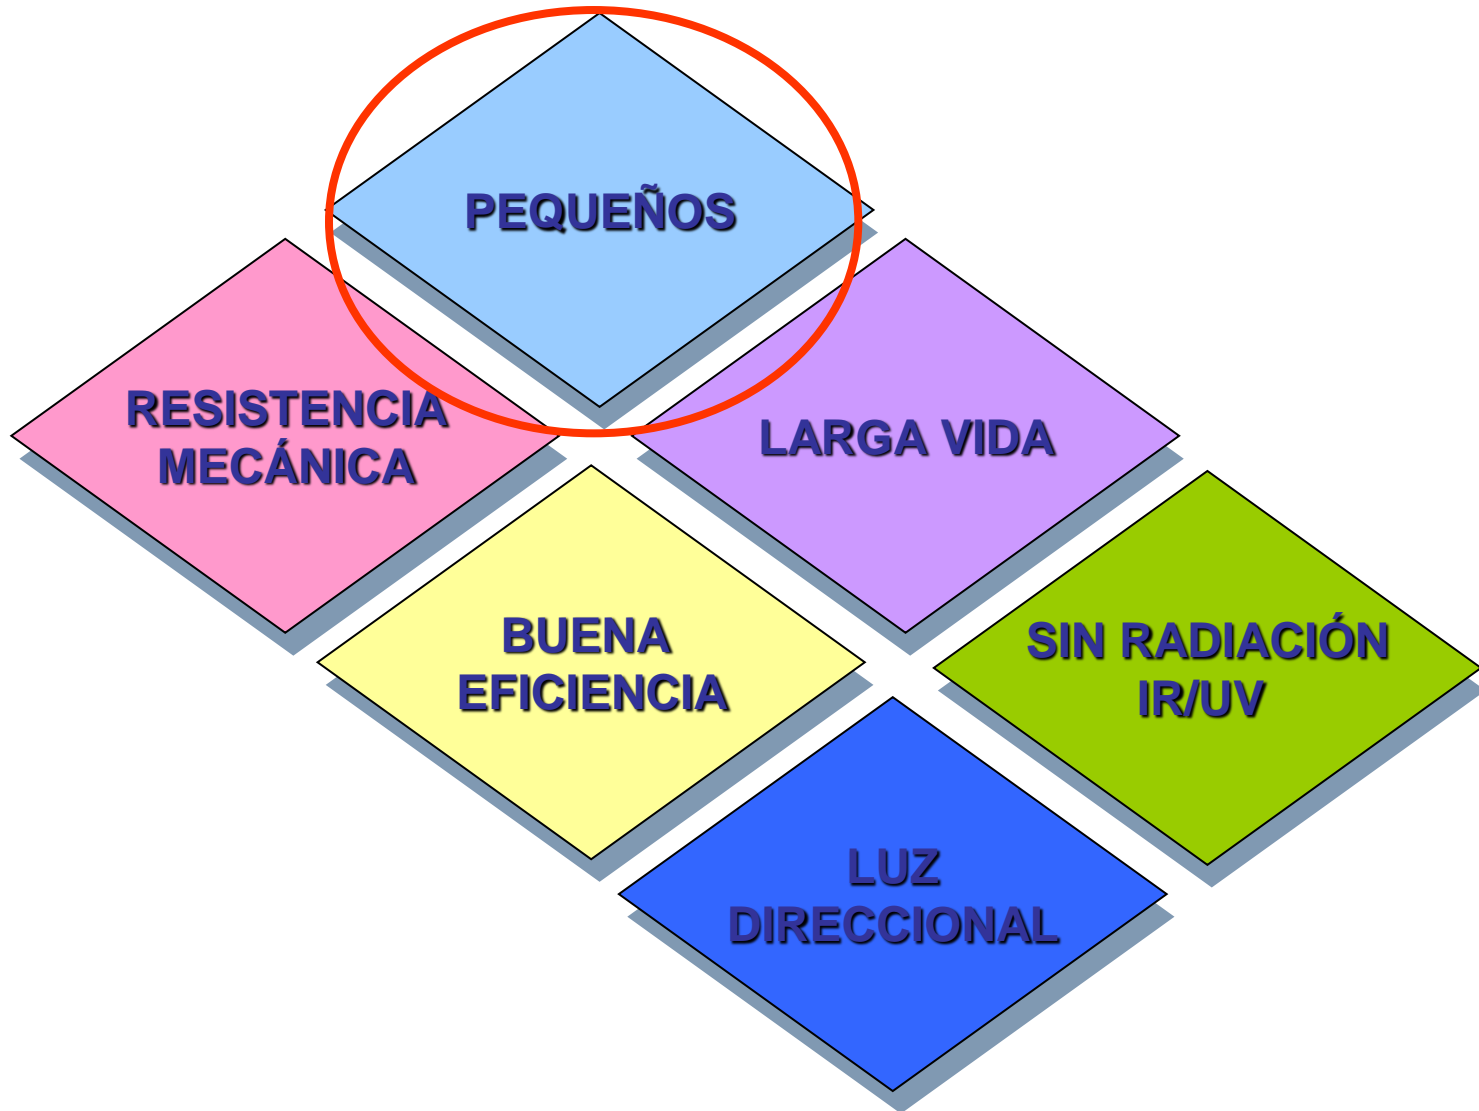 PEQUEÑOS
RESISTENCIA
MECÁNICA
LARGA VIDA
BUENA
EFICIENCIA
SIN RADIACIÓN
IR/UV
LUZ
DIRECCIONAL